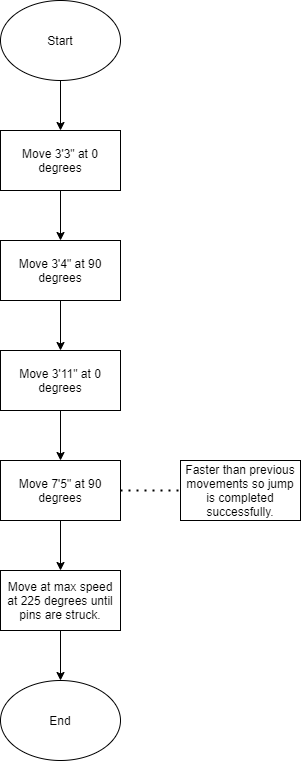 Start
Move 3'3" at 0
degrees
Move 3'4" at 90
degrees
Move 3'11" at 0
degrees
Move 7'5" at 90
degrees
Faster than previous
movements so jump
is completed
successfully.
Move at max speed
at 225 degrees until
pins are struck.
End